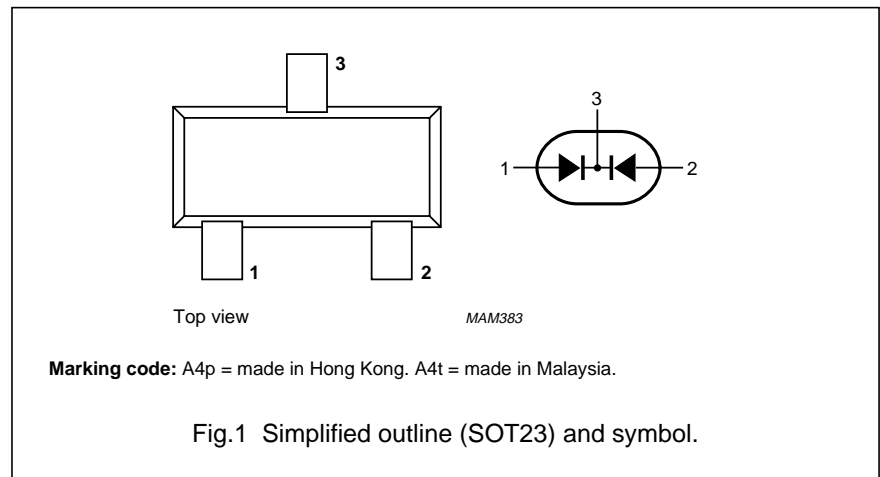 3
1
2
Top view
3
1
2
MAM383
Marking code: A4p = made in Hong Kong. A4t = made in Malaysia.
Fig.1 Simplified outline (SOT23) and symbol.